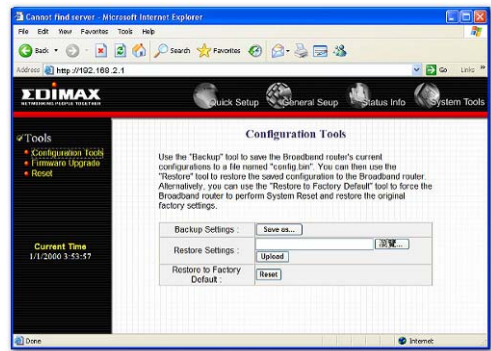 Cannot find server - Microsoft Internet Explorer
File Edit View Favorites Tools Help
Back Search Favorites
Address http://192.168.2.1 Go Links »
EDIMAX
NETWORKING PEOPLE TOGETHER
Quick Setup General Seup Status Info System Tools
Tools
Configuration Tools
Firmware Upgrade
Reset
Current Time
1/1/2000 3:53:57
Configuration Tools
Use the "Backup" tool to save the Broadband router's current
configurations to a file named "config.bin". You can then use the
"Restore" tool to restore the saved configuration to the Broadband router.
Alternatively, you can use the "Restore to Factory Default" tool to force the
Broadband router to perform System Reset and restore the original
factory settings.
Backup Settings : Save as...
Restore Settings : 瀏覽...
Upload
Restore to Factory
Default : Reset
Done Internet